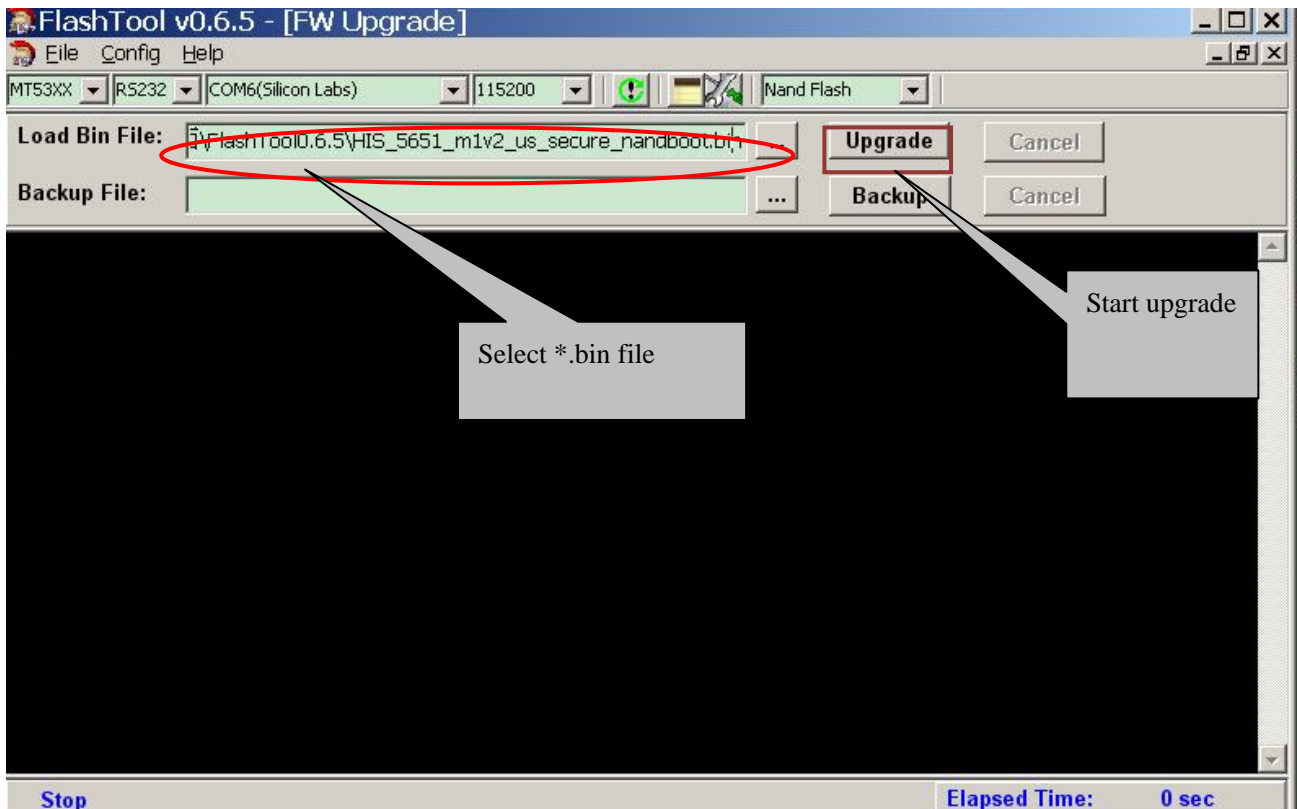 FlashTool v0.6.5 - [FW Upgrade]
File Config Help
MT53XX RS232 COM6(Silicon Labs) 115200 Nand Flash
Load Bin File: \FlashTool0.6.5\HIS_5651_m1v2_us_secure_nandboot.bin ... Upgrade Cancel
Backup File: ... Backup Cancel
Start upgrade
Select *.bin file
Stop Elapsed Time: 0 sec